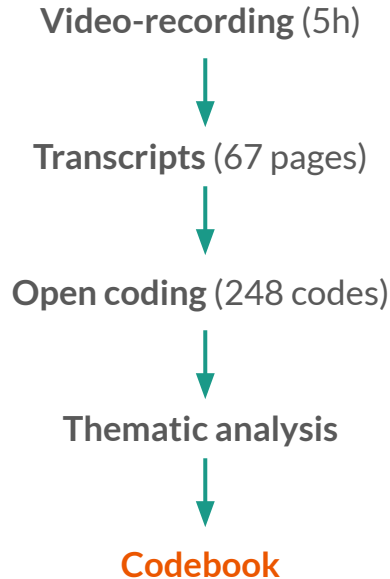 Video-recording (5h)
Transcripts (67 pages)
Open coding (248 codes)
Thematic analysis
Codebook